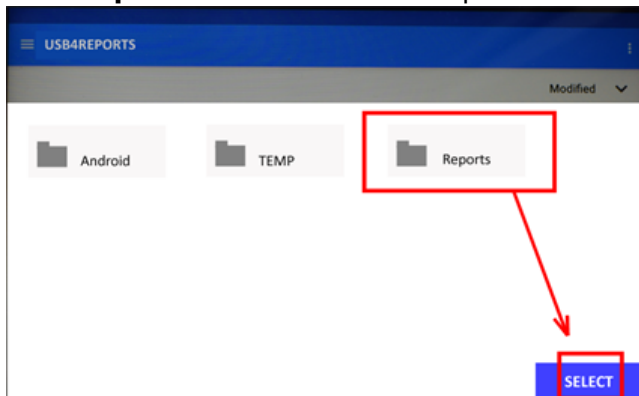 USB4REPORTS
Modified
Android
TEMP
Reports
SELECT